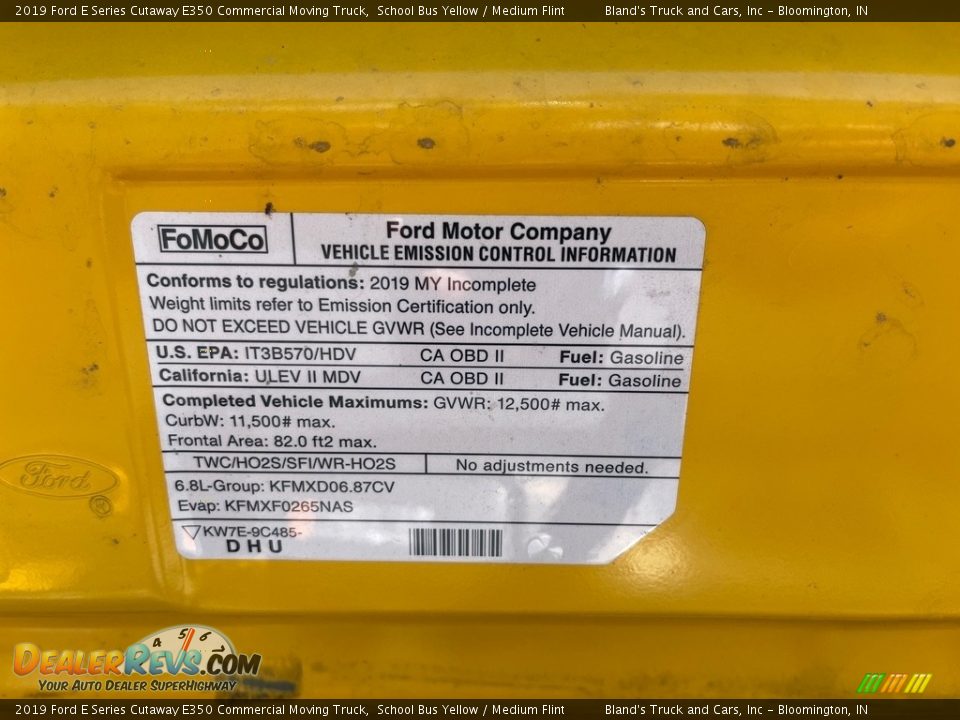 2019 Ford E Series Cutaway E350 Commercial Moving Truck,  School Bus Yellow / Medium Flint          Bland's Truck and Cars, Inc - Bloomington, IN
FoMoCo
Ford Motor Company
VEHICLE EMISSION CONTROL INFORMATION
Conforms to regulations: 2019 MY Incomplete
Weight limits refer to Emission Certification only.
DO NOT EXCEED VEHICLE GVWR (See Incomplete Vehicle Manual).
U.S. EPA: IT3B570/HDV CA OBD II Fuel: Gasoline
California: ULEV II MDV CA OBD II Fuel: Gasoline
Completed Vehicle Maximums: GVWR: 12,500# max.
CurbW: 11,500# max.
Frontal Area: 82.0 ft2 max.
TWC/HO2S/SFI/WR-HO2S No adjustments needed.
6.8L-Group: KFMXD06.87CV
Evap: KFMXF0265NAS
KW7E-9C485-
DHU
Ford
R
4 5 6
DealerRevs.com
Your Auto Dealer SuperHighway
2019 Ford E Series Cutaway E350 Commercial Moving Truck,  School Bus Yellow / Medium Flint          Bland's Truck and Cars, Inc - Bloomington, IN